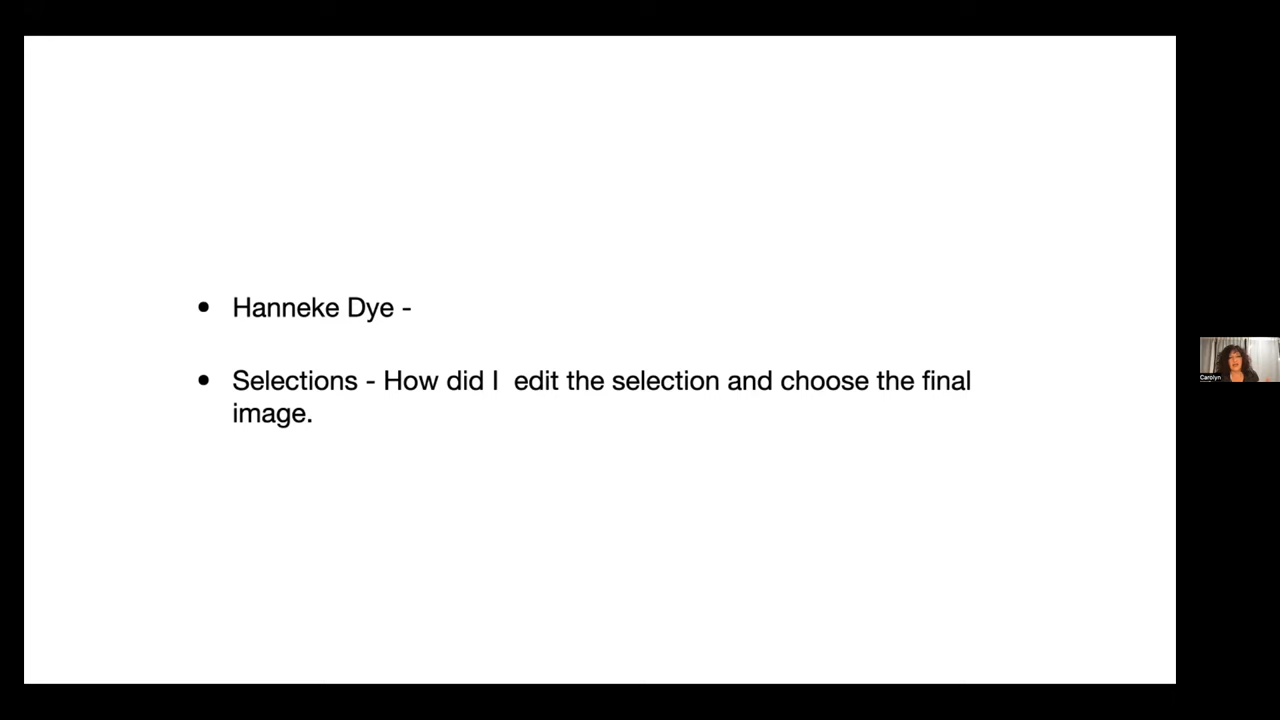 • Hanneke Dye -
• Selections - How did I  edit the selection and choose the final
image.
Carolyn